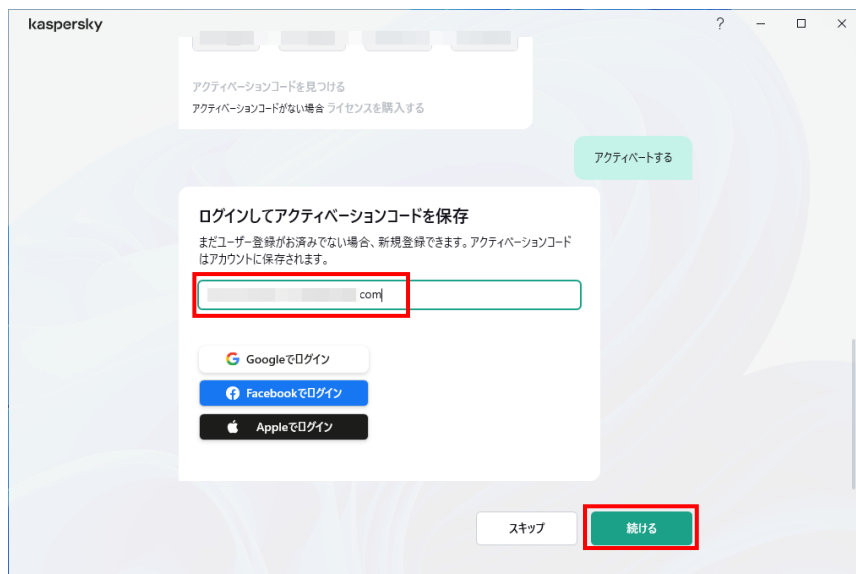 kaspersky
?
アクティベーションコードを見つける
アクティベーションコードがない場合 ライセンスを購入する
アクティベートする
ログインしてアクティベーションコードを保存
まだユーザー登録がお済みでない場合、新規登録できます。アクティベーションコード
はアカウントに保存されます。
com
Googleでログイン
Facebookでログイン
Appleでログイン
スキップ
続ける